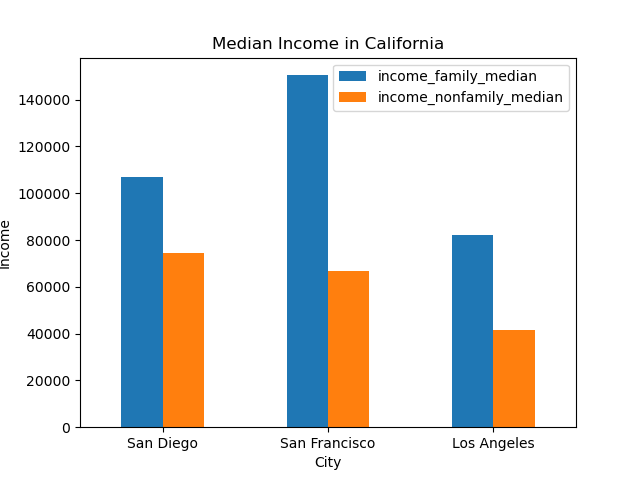 Median Income in California
income_family_median
income_nonfamily_median
140000
120000
100000
80000
60000
40000
20000
0
Income
San Diego San Francisco Los Angeles
City